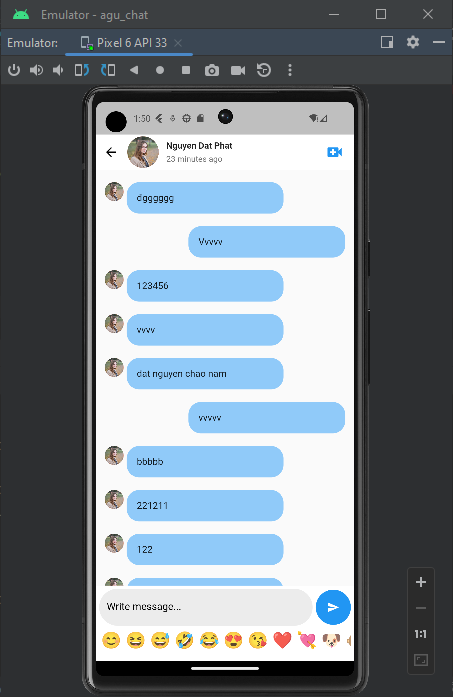 Emulator - agu_chat
Emulator: Pixel 6 API 33
1:50
Nguyen Dat Phat
23 minutes ago
dgggggg
Vvvvv
123456
vvvv
dat nguyen chao nam
vvvvv
bbbbb
221211
122
Write message...
1:1